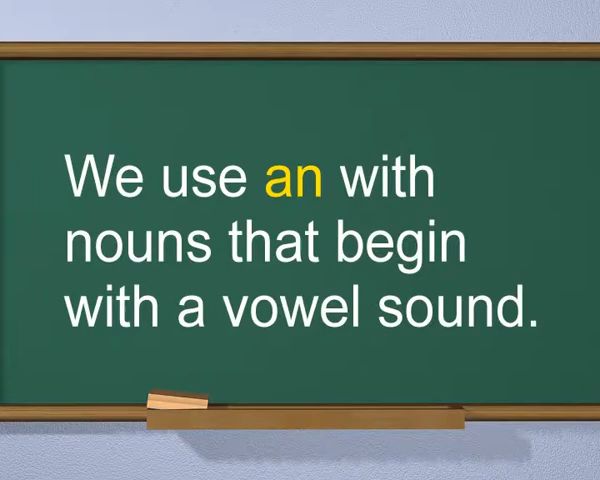 We use an with
nouns that begin
with a vowel sound.